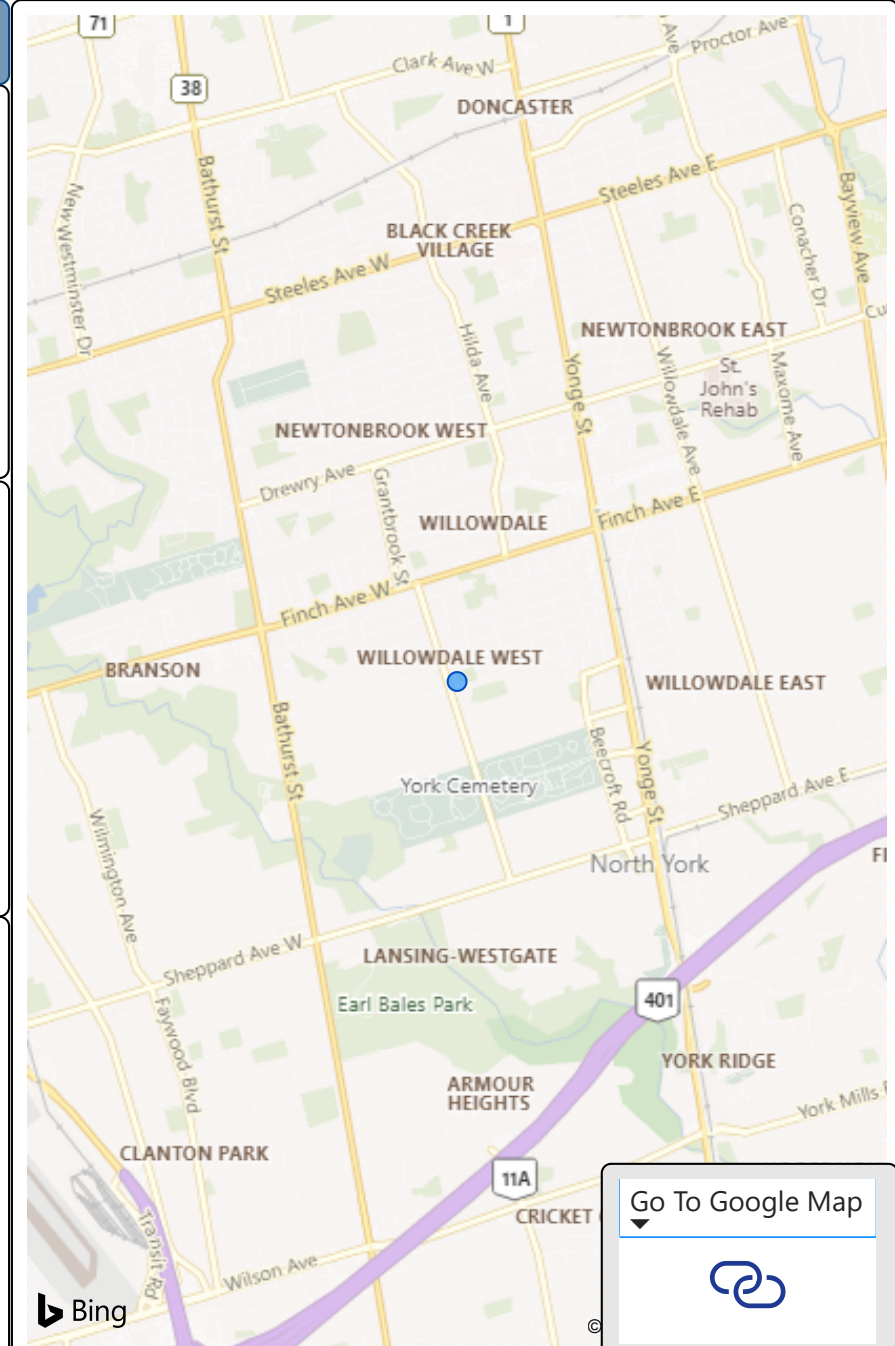 71
1
Ave
Proctor Ave
Clark Ave W
38
DONCASTER
Bathurst St
Steeles Ave E
Bayview Ave
New Westminster Dr
Conacher Dr
BLACK CREEK
VILLAGE
Steeles Ave W
Cu
NEWTONBROOK EAST
Hilda Ave
Yonge St
Willowdale Ave
St.
John's
Rehab
Maxome Ave
NEWTONBROOK WEST
Drewry Ave
Grantbrook St
WILLOWDALE
Finch Ave E
Finch Ave W
WILLOWDALE WEST
BRANSON
WILLOWDALE EAST
Bathurst St
Beecroft Rd
Yonge St
York Cemetery
Sheppard Ave E
Wilmington Ave
North York
FI
Sheppard Ave W
LANSING-WESTGATE
Earl Bales Park
401
Faywood Blvd
YORK RIDGE
ARMOUR
HEIGHTS
York Mills
CLANTON PARK
11A
Go To Google Map
CRICKET
Transit Rd
Wilson Ave
Bing
©